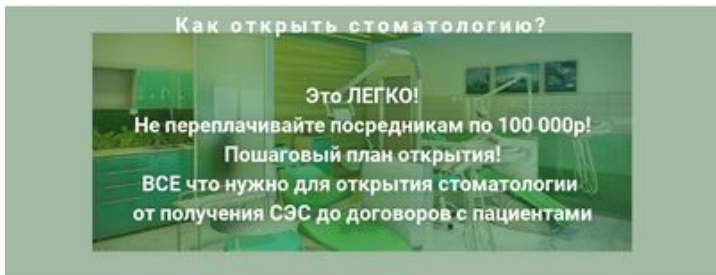 Как открыть стоматологию?
Это ЛЕГКО!
Не переплачивайте посредникам по 100 000р!
Пошаговый план открытия!
ВСЕ что нужно для открытия стоматологии
от получения СЭС до договоров с пациентами